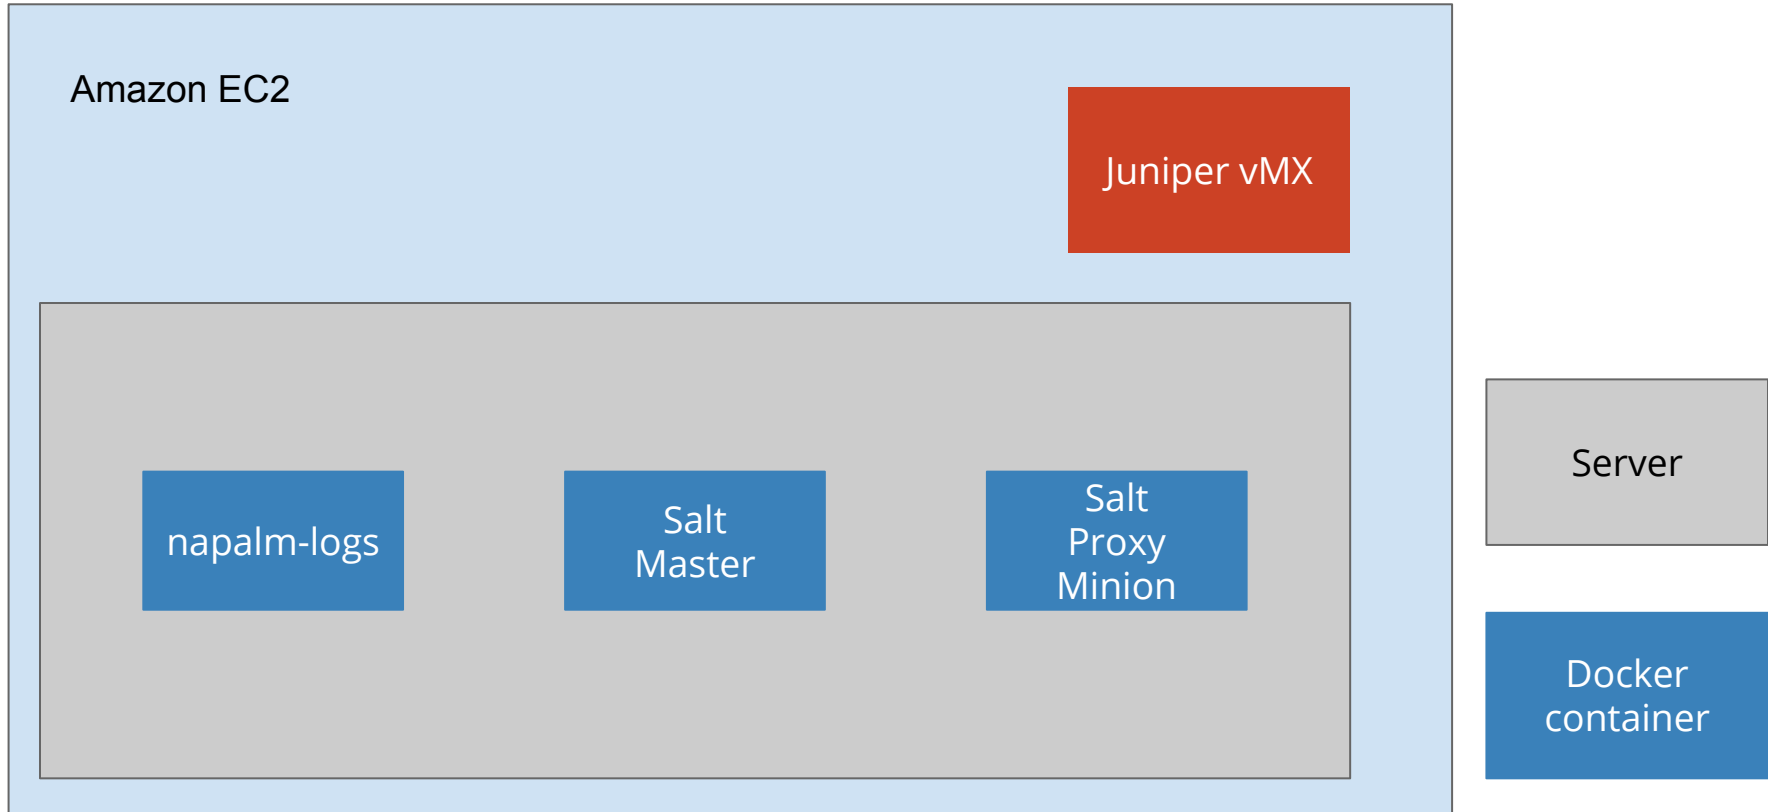 Amazon EC2
Juniper vMX
napalm-logs
Salt
Master
Salt
Proxy
Minion
Server
Docker
container